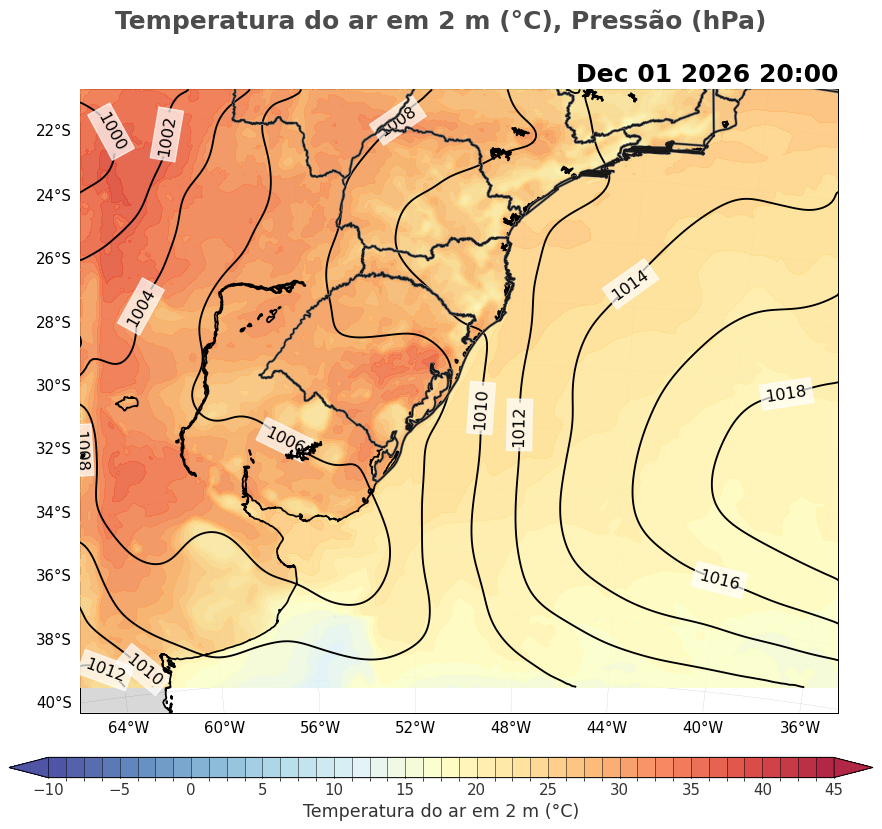 Temperatura do ar em 2 m (°C), Pressão (hPa)
Dec 01 2026 20:00
1000
1002
1008
1004
1014
1018
1010
1012
1006
1008
1016
1010
1012
22°S
24°S
26°S
28°S
30°S
32°S
34°S
36°S
38°S
40°S
64°W 60°W 56°W 52°W 48°W 44°W 40°W 36°W
−10 −5 0 5 10 15 20 25 30 35 40 45
Temperatura do ar em 2 m (°C)